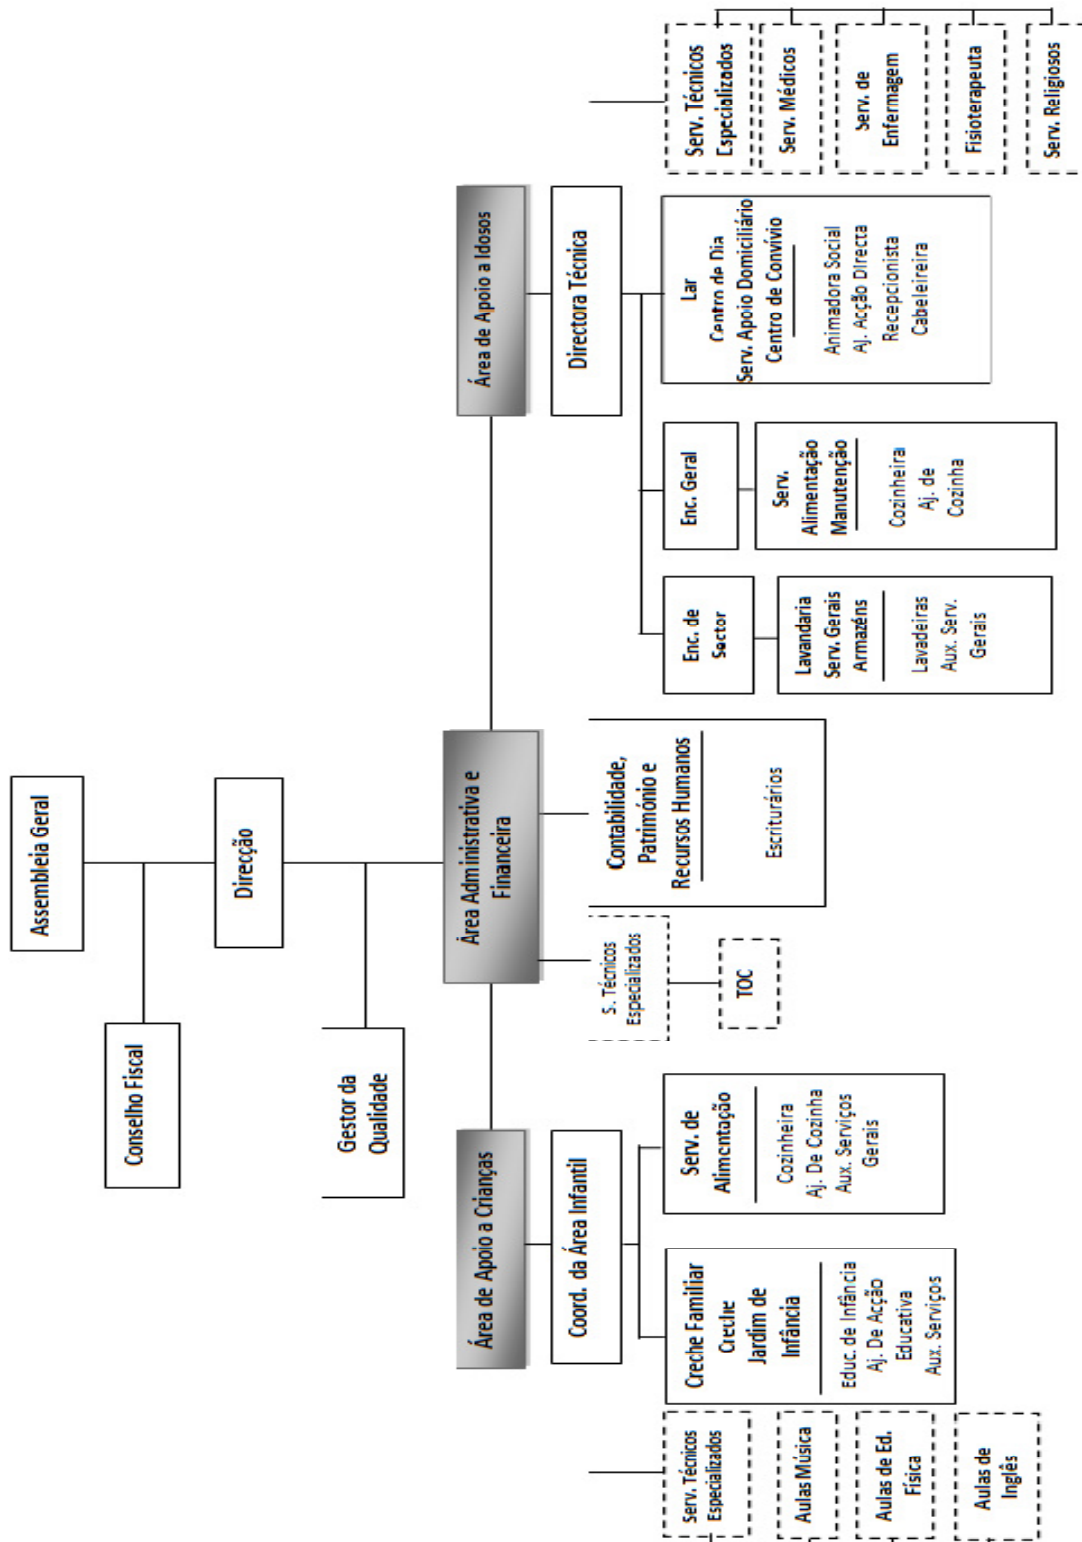 Assembleia Geral
Conselho Fiscal
Direcção
Gestor da
Qualidade
Área de Apoio a Crianças
Área Administrativa e
Financeira
Área de Apoio a Idosos
Coord. da Área Infantil
Directora Técnica
Serv. Técnicos
Especializados
Aulas Música
Aulas de Ed.
Física
Aulas de
Inglês
Creche Familiar
Creche
Jardim de
Infância
Educ. de Infância
Aj. De Acção
Educativa
Aux. Serviços
Serv. de
Alimentação
Cozinheira
Aj. De Cozinha
Aux. Serviços
Gerais
S. Técnicos
Especializados
TOC
Contabilidade,
Património e
Recursos Humanos
Escriturários
Enc. de
Sector
Lavandaria
Serv. Gerais
Armazéns
Lavadeiras
Aux. Serv.
Gerais
Enc. Geral
Serv.
Alimentação
Manutenção
Cozinheira
Aj. de
Cozinha
Lar
Centro de Dia
Serv. Apoio Domiciliário
Centro de Convívio
Animadora Social
Aj. Acção Directa
Recepcionista
Cabeleireira
Serv. Técnicos
Especializados
Serv. Médicos
Serv. de
Enfermagem
Fisioterapeuta
Serv. Religiosos